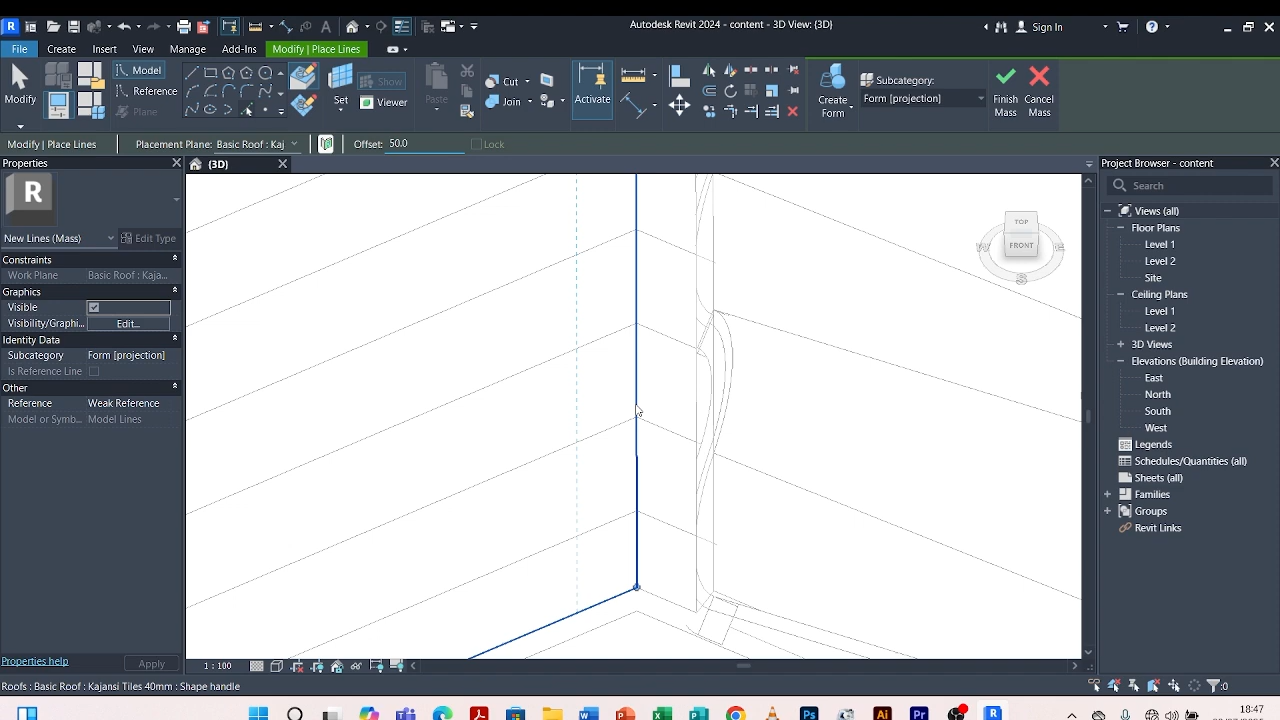 Autodesk Revit 2024 - content - 3D View: {3D}
Sign In
File Create Insert Manage View Manage Add-Ins Modify | Place Lines
Modify
Model
Reference
Plane
Set
Show
Viewer
Paste
Cut
Join
Activate
Create Form
Subcategory:
Form [projection]
Finish Mass
Cancel Mass
Modify | Place Lines
Placement Plane: Basic Roof : Kaj
Offset: 50.0
Lock
Properties
{3D}
Project Browser - content
R
New Lines (Mass)
Edit Type
Constraints
Work Plane Basic Roof : Kaja...
Graphics
Visible
Visibility/Graphi... Edit...
Identity Data
Subcategory Form [projection]
Is Reference Line
Other
Reference Weak Reference
Model or Symb... Model Lines
TOP
FRONT
W
E
S
Search
Views (all)
Floor Plans
Level 1
Level 2
Site
Ceiling Plans
Level 1
Level 2
3D Views
Elevations (Building Elevation)
East
North
South
West
Legends
Schedules/Quantities (all)
Sheets (all)
Families
Groups
Revit Links
Properties help
Apply
1 : 100
Roofs : Basic Roof : Kajansi Tiles 40mm : Shape handle
:0
18:47